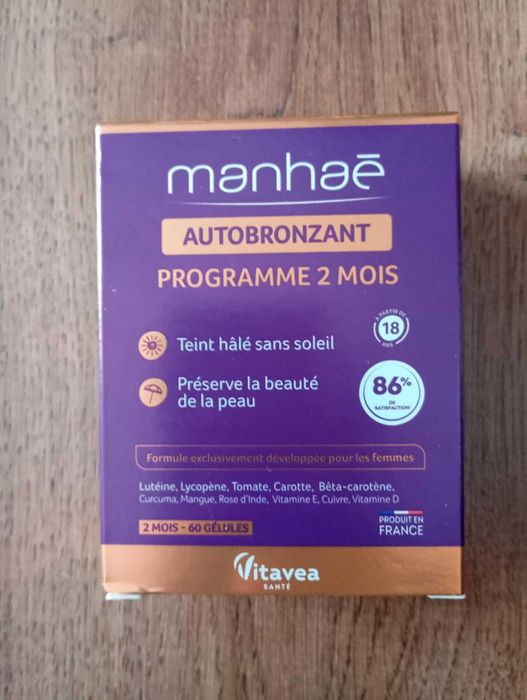 manhaē
AUTOBRONZANT
PROGRAMME 2 MOIS
À PARTIR DE
18
ANS
Teint hâlé sans soleil
Préserve la beauté
de la peau
86%
DE
SATISFACTION*
Formule exclusivement développée pour les femmes
Lutéine, Lycopène, Tomate, Carotte, Bêta-carotène,
Curcuma, Mangue, Rose d'Inde, Vitamine E, Cuivre, Vitamine D
2 MOIS - 60 GÉLULES
PRODUIT EN
FRANCE
Vitavea
SANTÉ